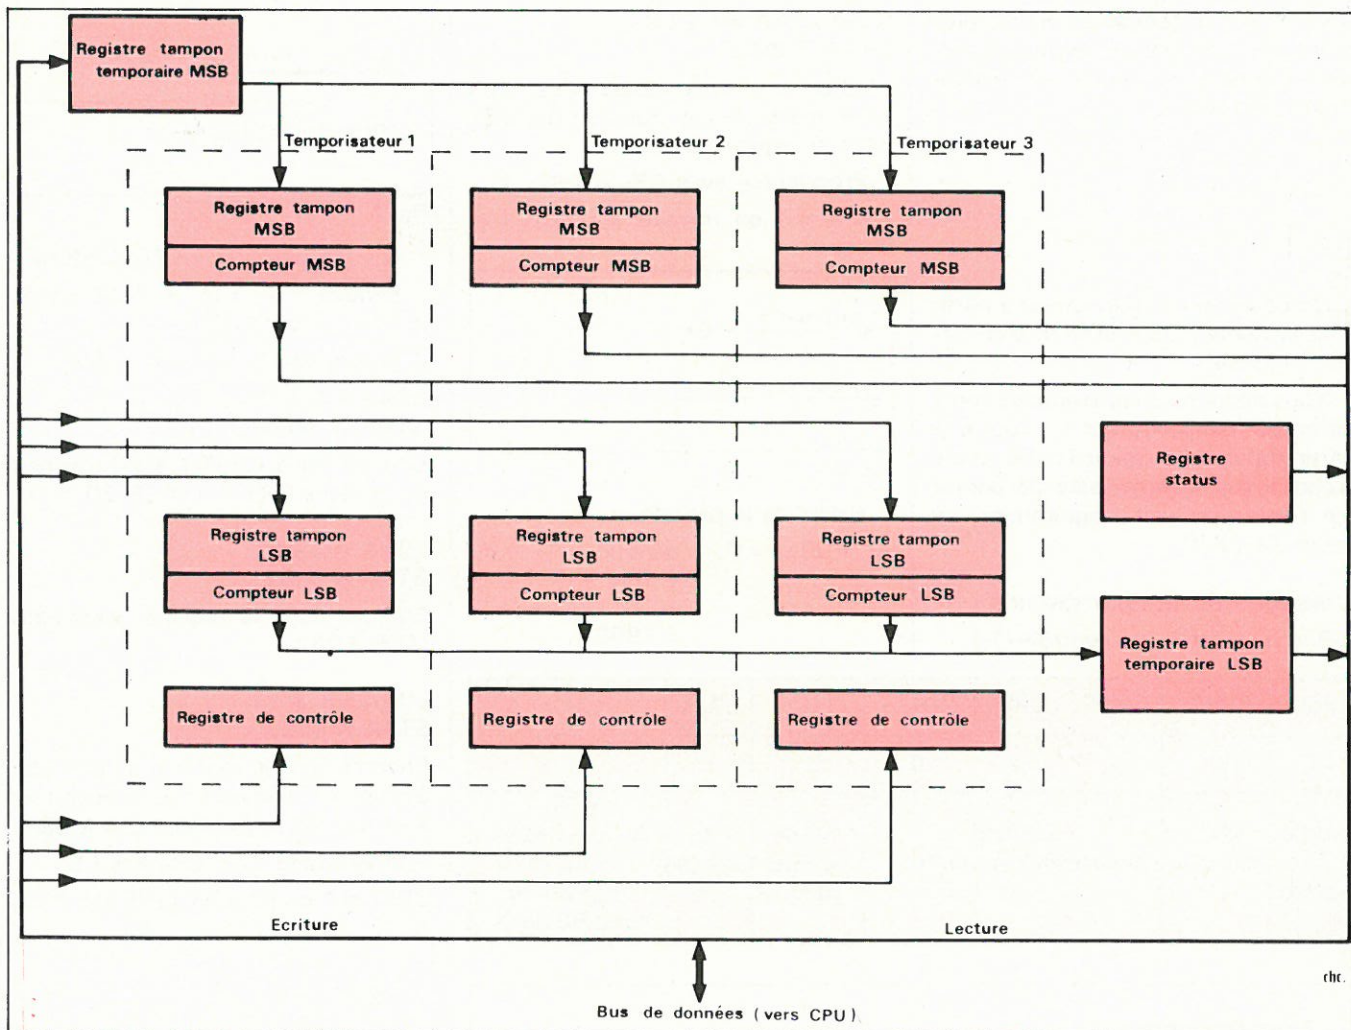 Registre tampon
temporaire MSB
Temporisateur 1
Temporisateur 2
Temporisateur 3
Registre tampon
MSB
Compteur MSB
Registre tampon
MSB
Compteur MSB
Registre tampon
MSB
Compteur MSB
Registre
status
Registre tampon
LSB
Compteur LSB
Registre tampon
LSB
Compteur LSB
Registre tampon
LSB
Compteur LSB
Registre tampon
temporaire LSB
Registre de contrôle
Registre de contrôle
Registre de contrôle
Ecriture
Lecture
chc.
Bus de données (vers CPU)